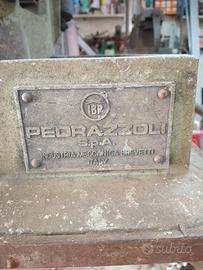 IBP
PEDRAZZOLI
S.p.A.
INDUSTRIA MECCANICA BREVETTI
ITALY
subito